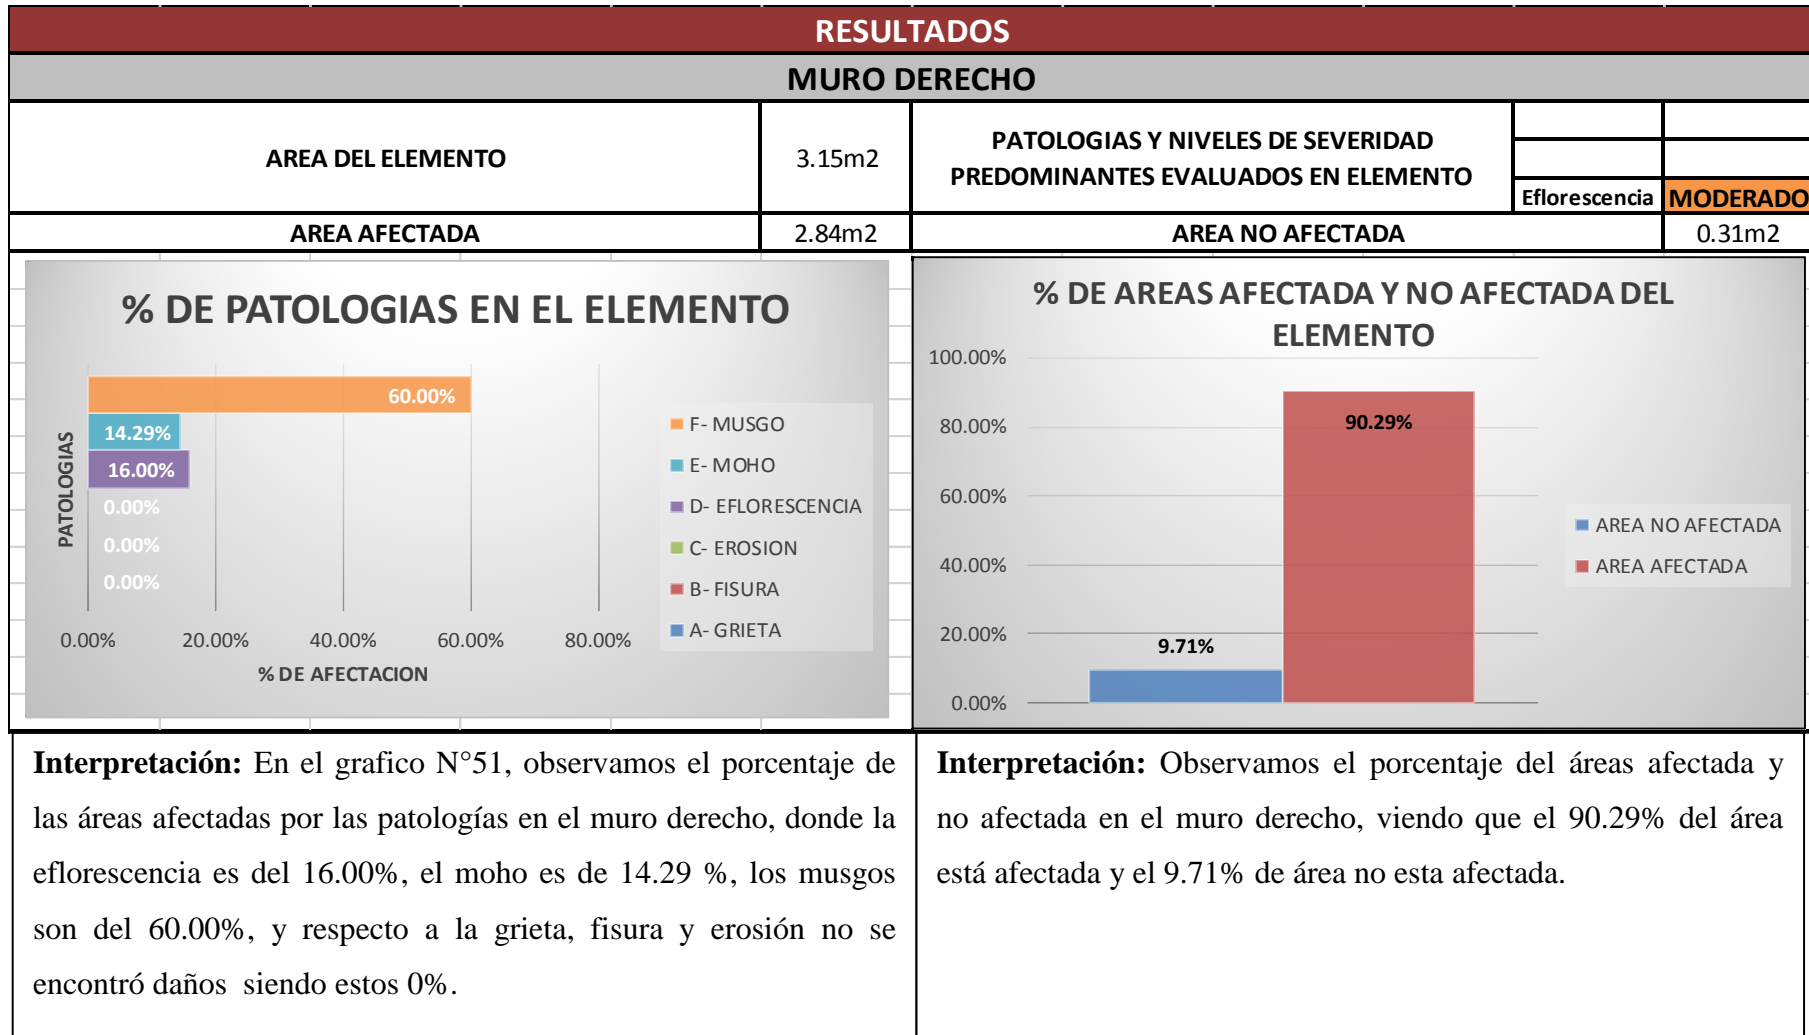 RESULTADOS
MURO DERECHO
AREA DEL ELEMENTO
3.15m2
PATOLOGIAS Y NIVELES DE SEVERIDAD
PREDOMINANTES EVALUADOS EN ELEMENTO
Eflorescencia
MODERADO
AREA AFECTADA
2.84m2
AREA NO AFECTADA
0.31m2
% DE PATOLOGIAS EN EL ELEMENTO
PATOLOGIAS
60.00%
14.29%
16.00%
0.00%
0.00%
0.00%
0.00%
20.00%
40.00%
60.00%
80.00%
% DE AFECTACION
F- MUSGO
E- MOHO
D- EFLORESCENCIA
C- EROSION
B- FISURA
A- GRIETA
% DE AREAS AFECTADA Y NO AFECTADA DEL
ELEMENTO
100.00%
80.00%
60.00%
40.00%
20.00%
0.00%
9.71%
90.29%
AREA NO AFECTADA
AREA AFECTADA
Interpretación: En el grafico N°51, observamos el porcentaje de
las áreas afectadas por las patologías en el muro derecho, donde la
eflorescencia es del 16.00%, el moho es de 14.29 %, los musgos
son del 60.00%, y respecto a la grieta, fisura y erosión no se
encontró daños siendo estos 0%.
Interpretación: Observamos el porcentaje del áreas afectada y
no afectada en el muro derecho, viendo que el 90.29% del área
está afectada y el 9.71% de área no esta afectada.